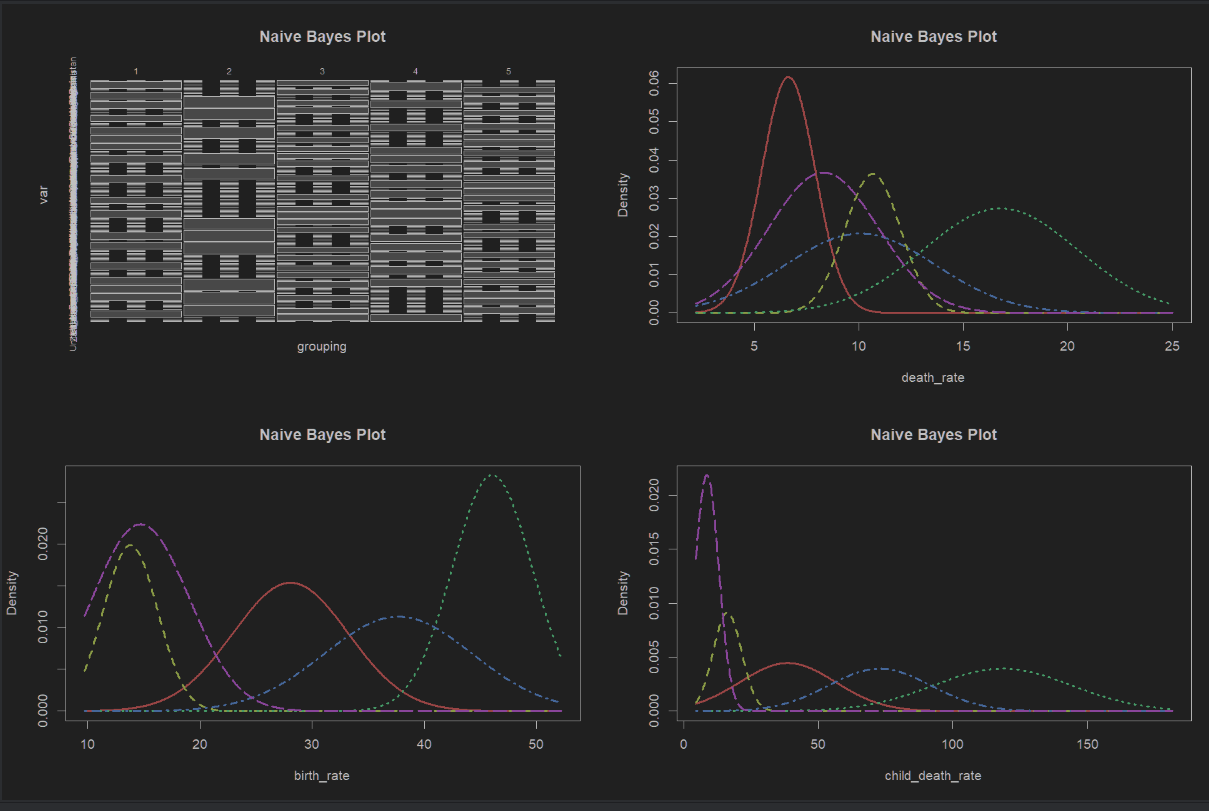 Naive Bayes Plot
1 2 3 4 5
var
grouping
Naive Bayes Plot
Density
0.00 0.01 0.02 0.03 0.04 0.05 0.06
5 10 15 20 25
death_rate
Naive Bayes Plot
Density
0.000 0.010 0.020
10 20 30 40 50
birth_rate
Naive Bayes Plot
Density
0.000 0.005 0.010 0.015 0.020
0 50 100 150
child_death_rate